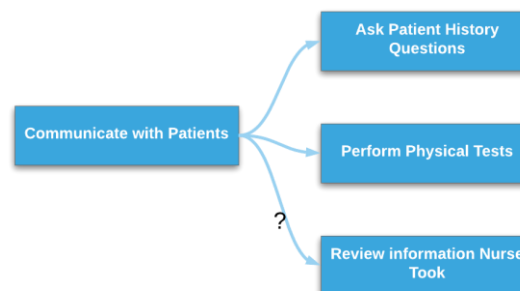 Ask Patient History
Questions
Communicate with Patients
Perform Physical Tests
?
Review information Nurse
Took